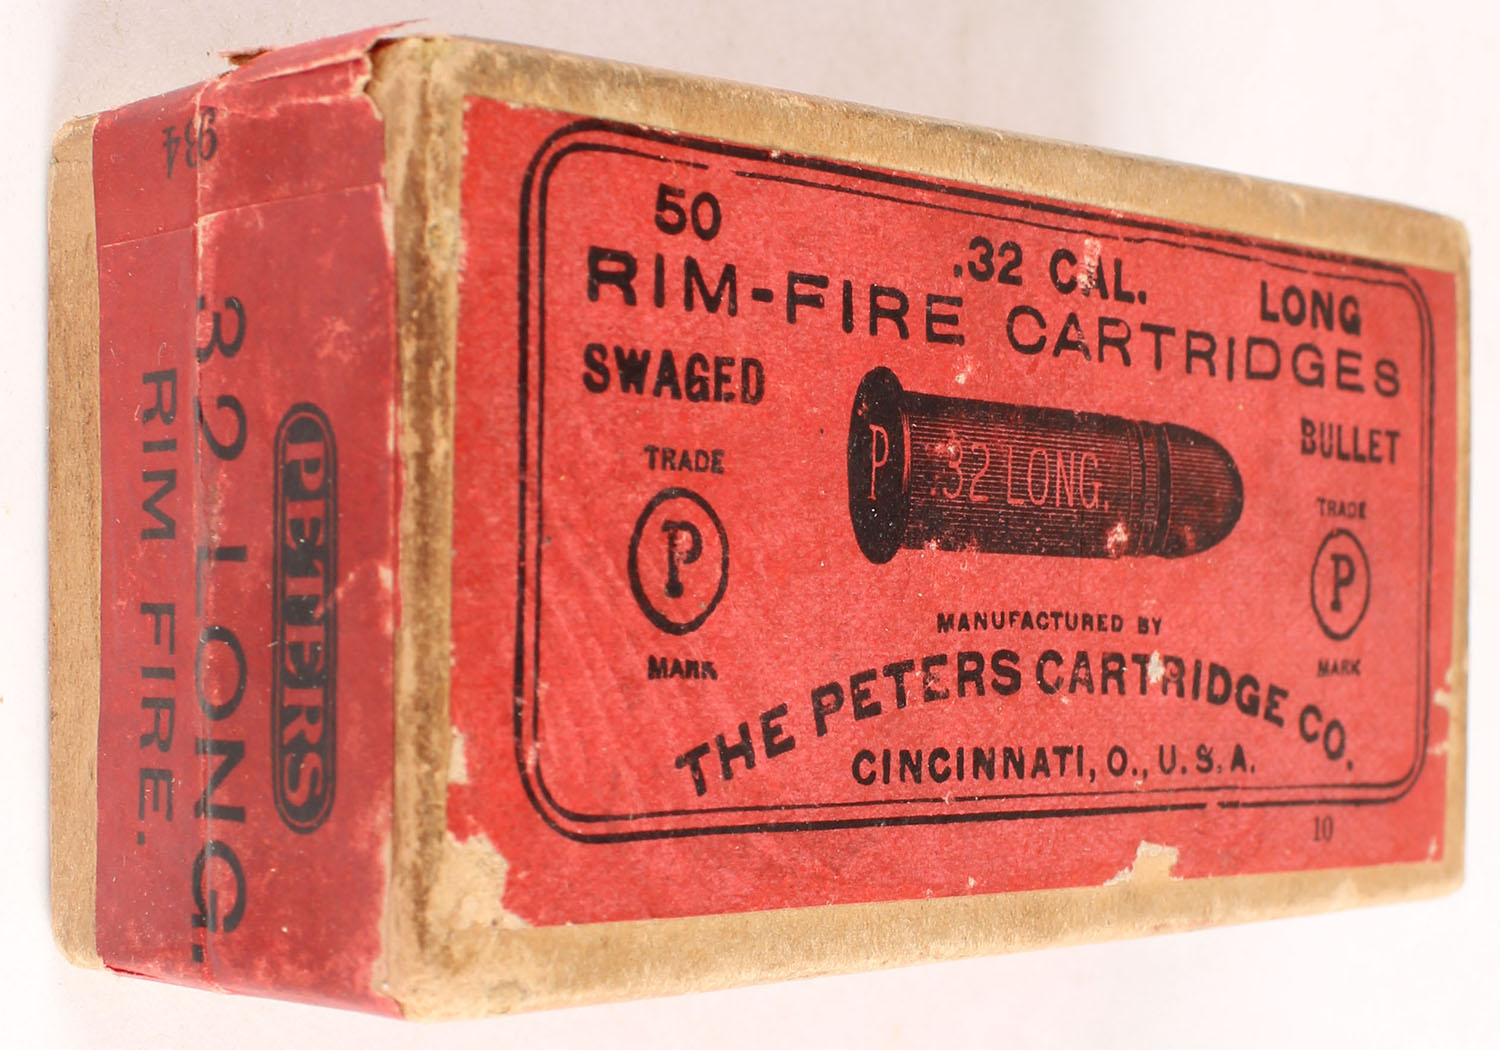 50 .32 CAL. LONG
RIM-FIRE CARTRIDGES
SWAGED BULLET
P
.32 LONG.
TRADE
P
MARK
TRADE
P
MARK
MANUFACTURED BY
THE PETERS CARTRIDGE CO.
CINCINNATI, O., U.S.A.
10
934
PETERS
32 LONG.
RIM FIRE.